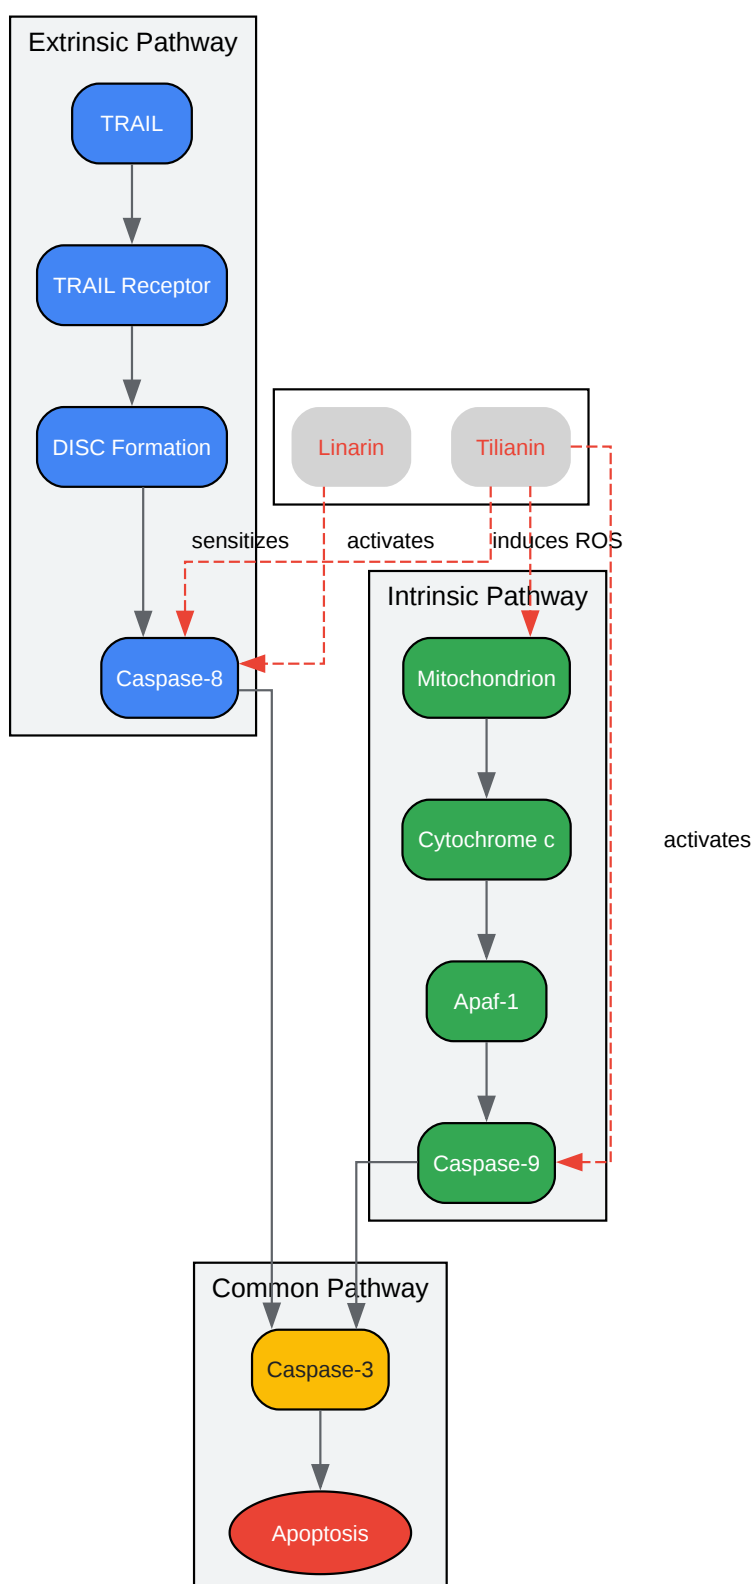 Extrinsic Pathway
TRAIL
TRAIL Receptor
DISC Formation
Linarin
Tilianin
sensitizes
activates
induces ROS
Intrinsic Pathway
Caspase-8
Mitochondrion
Cytochrome c
activates
Apaf-1
Caspase-9
Common Pathway
Caspase-3
Apoptosis